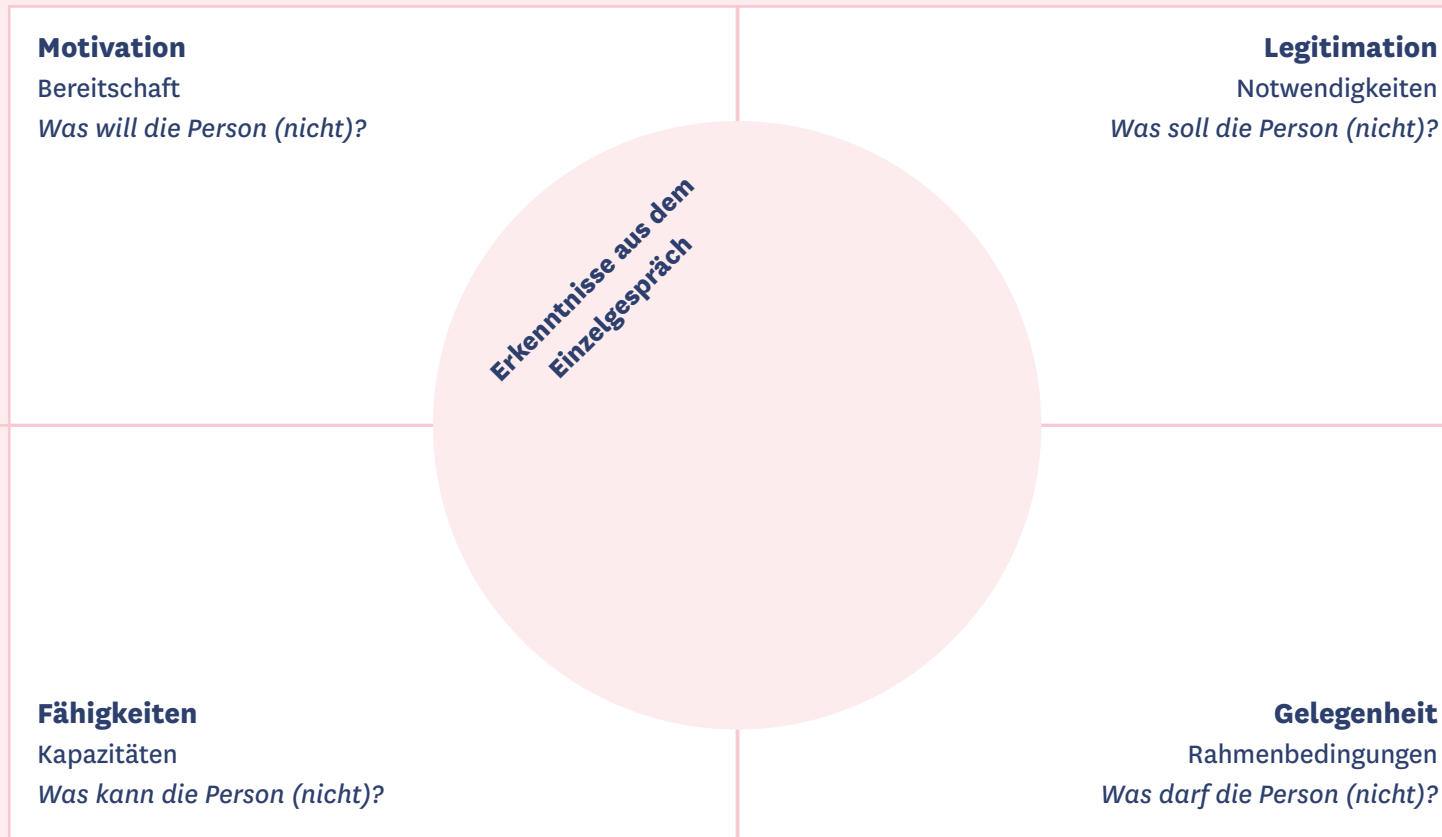 Motivation
Bereitschaft
Was will die Person (nicht)?
Legitimation
Notwendigkeiten
Was soll die Person (nicht)?
Erkenntnisse aus dem
Einzelgespräch
Fähigkeiten
Kapazitäten
Was kann die Person (nicht)?
Gelegenheit
Rahmenbedingungen
Was darf die Person (nicht)?